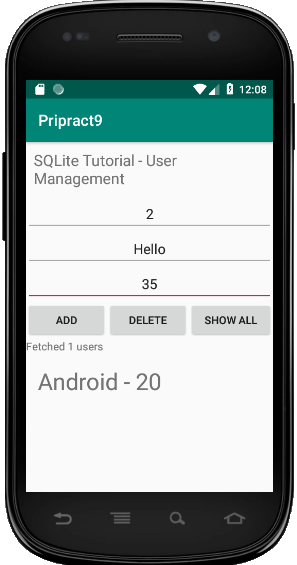 12:08
Pripract9
SQLite Tutorial - User
Management
2
Hello
35
ADD DELETE SHOW ALL
Fetched 1 users
Android - 20